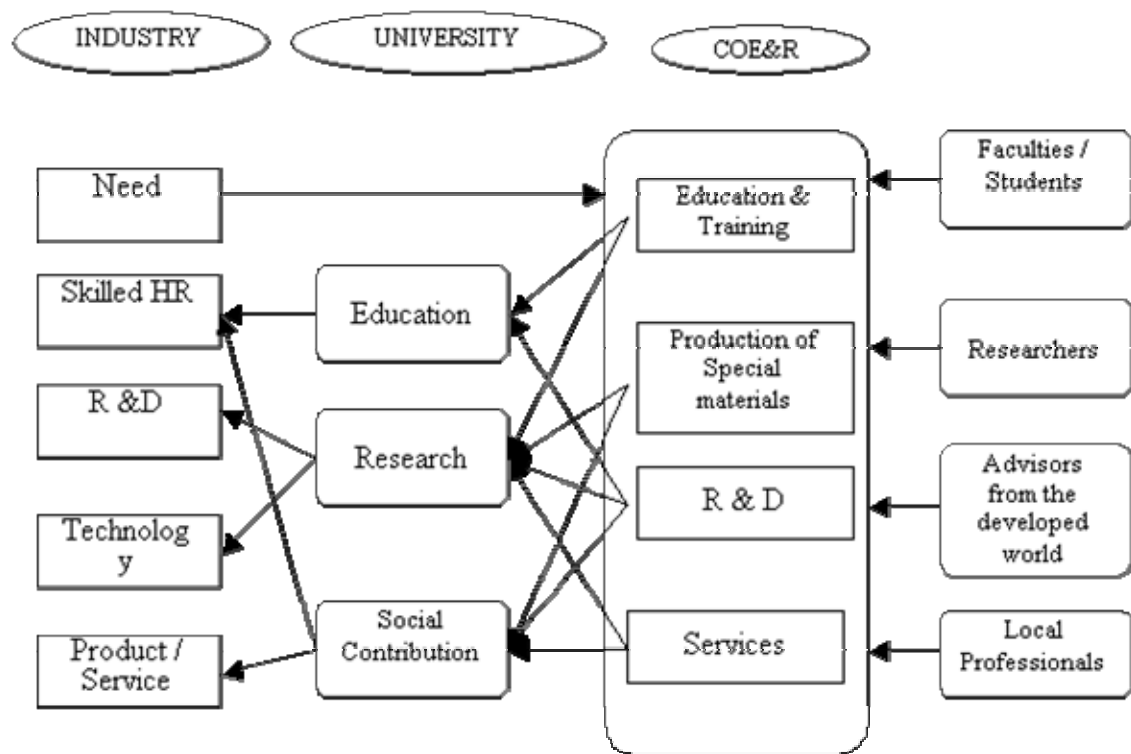 INDUSTRY
UNIVERSITY
COE&R
Need
Skilled HR
R &D
Technolog
y
Product /
Service
Education
Research
Social
Contribution
Education &
Training
Production of
Special
materials
R & D
Services
Faculties /
Students
Researchers
Advisors
from the
developed
world
Local
Professionals